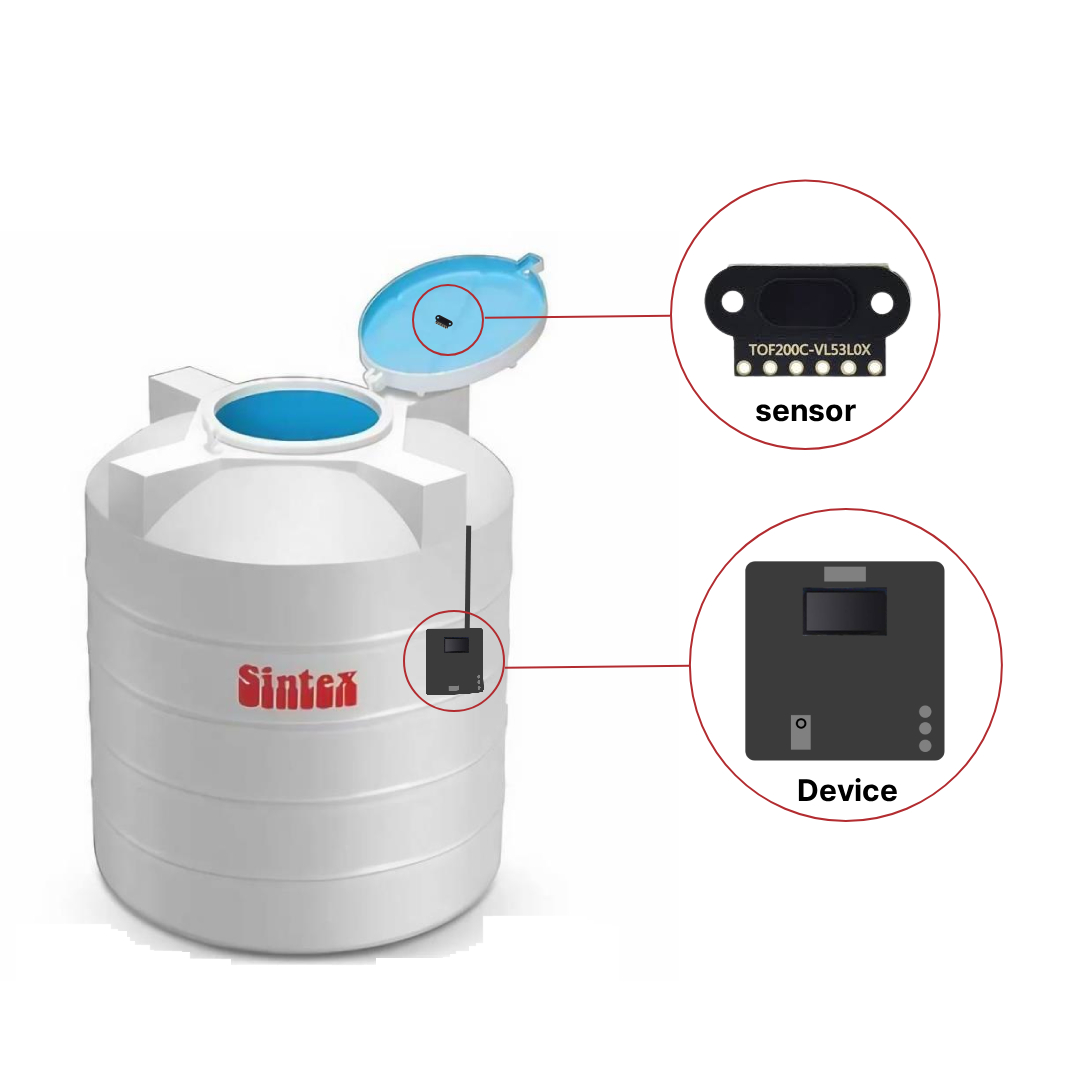 TOF200C-VL53L0X
sensor
Sintex
Device